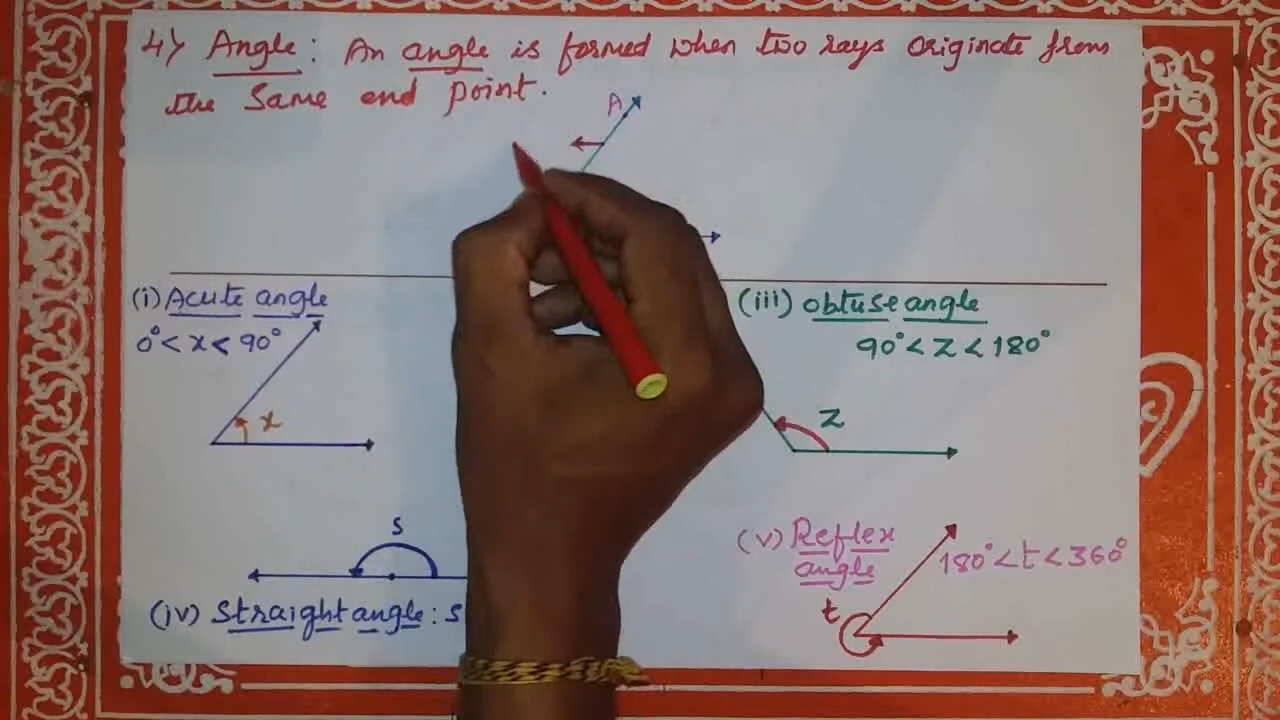 4) Angle : An angle is formed when two rays originate from
the same end point.
A
(i) Acute angle
0° < x < 90°
x
(iii) obtuse angle
90° < z < 180°
z
s
(iv) Straight angle : s
(v) Reflex
angle
180° < t < 360°
t